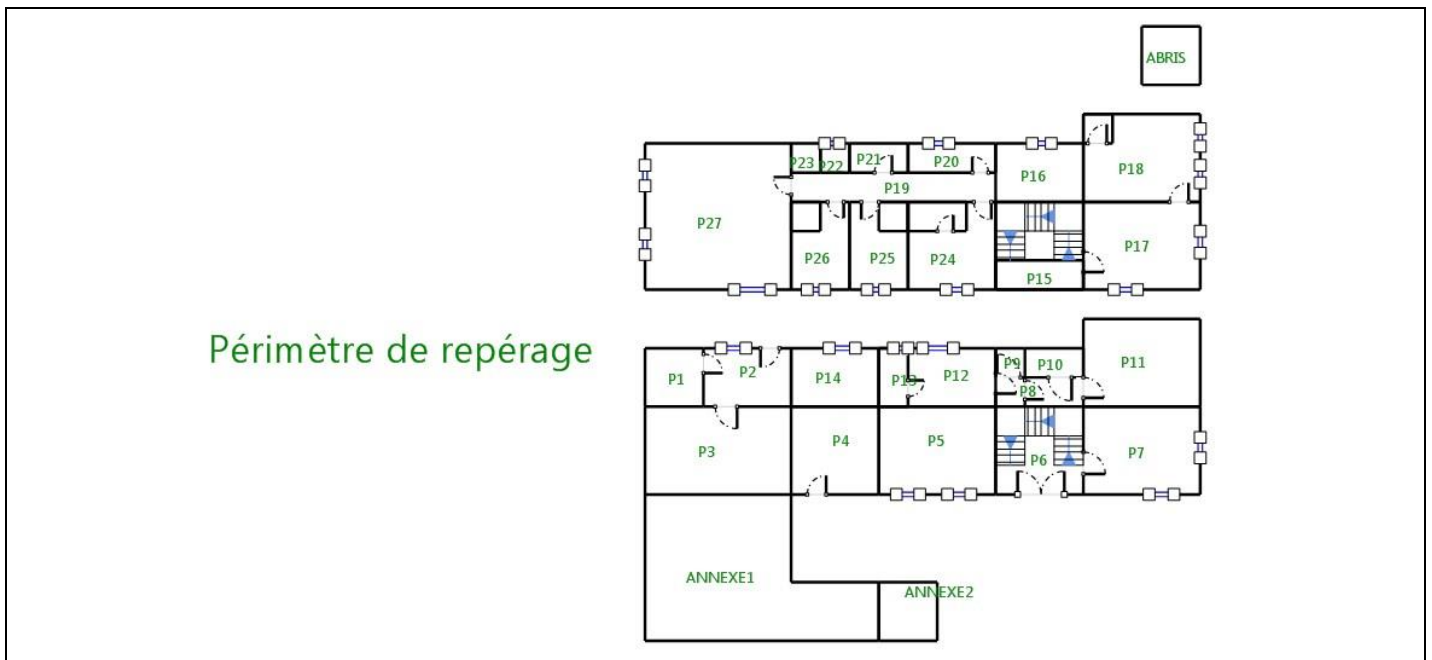 ABRIS
P23 P22 P21 P20
P16 P18
P19
P27
P17
P26 P25 P24
P15
Périmètre de repérage
P1 P2 P14 P13 P12 P9 P10 P11
P8
P3 P4 P5 P6 P7
ANNEXE1
ANNEXE2